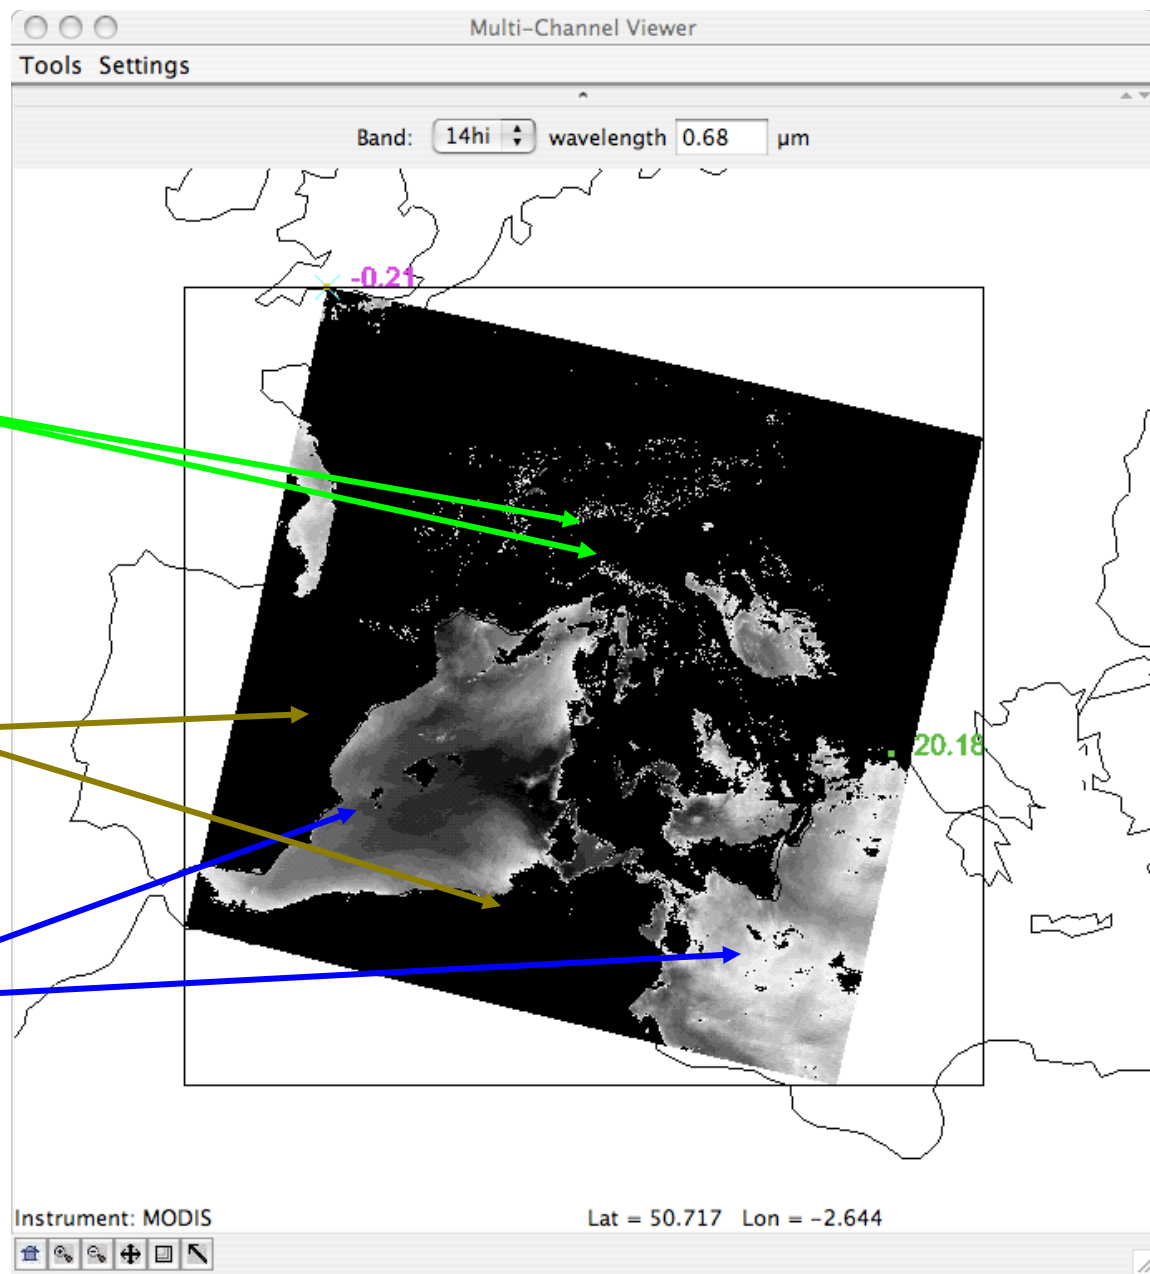 Multi-Channel Viewer
Tools Settings
Band: 14hi wavelength 0.68 µm
-0.21
20.18
Instrument: MODIS Lat = 50.717 Lon = -2.644